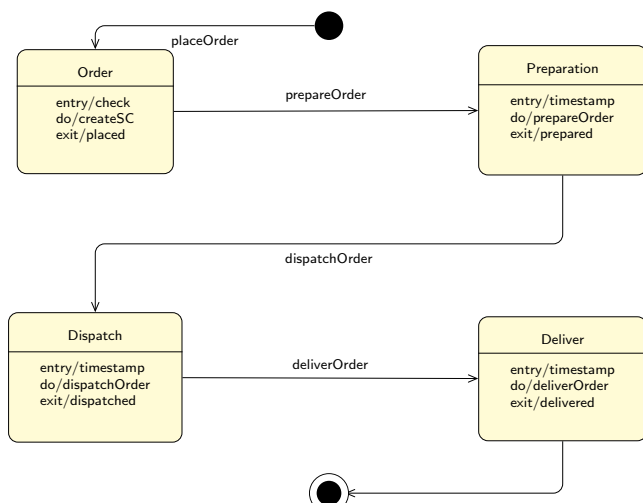 placeOrder
Order
entry/check
do/createSC
exit/placed
prepareOrder
Preparation
entry/timestamp
do/prepareOrder
exit/prepared
dispatchOrder
Dispatch
entry/timestamp
do/dispatchOrder
exit/dispatched
deliverOrder
Deliver
entry/timestamp
do/deliverOrder
exit/delivered